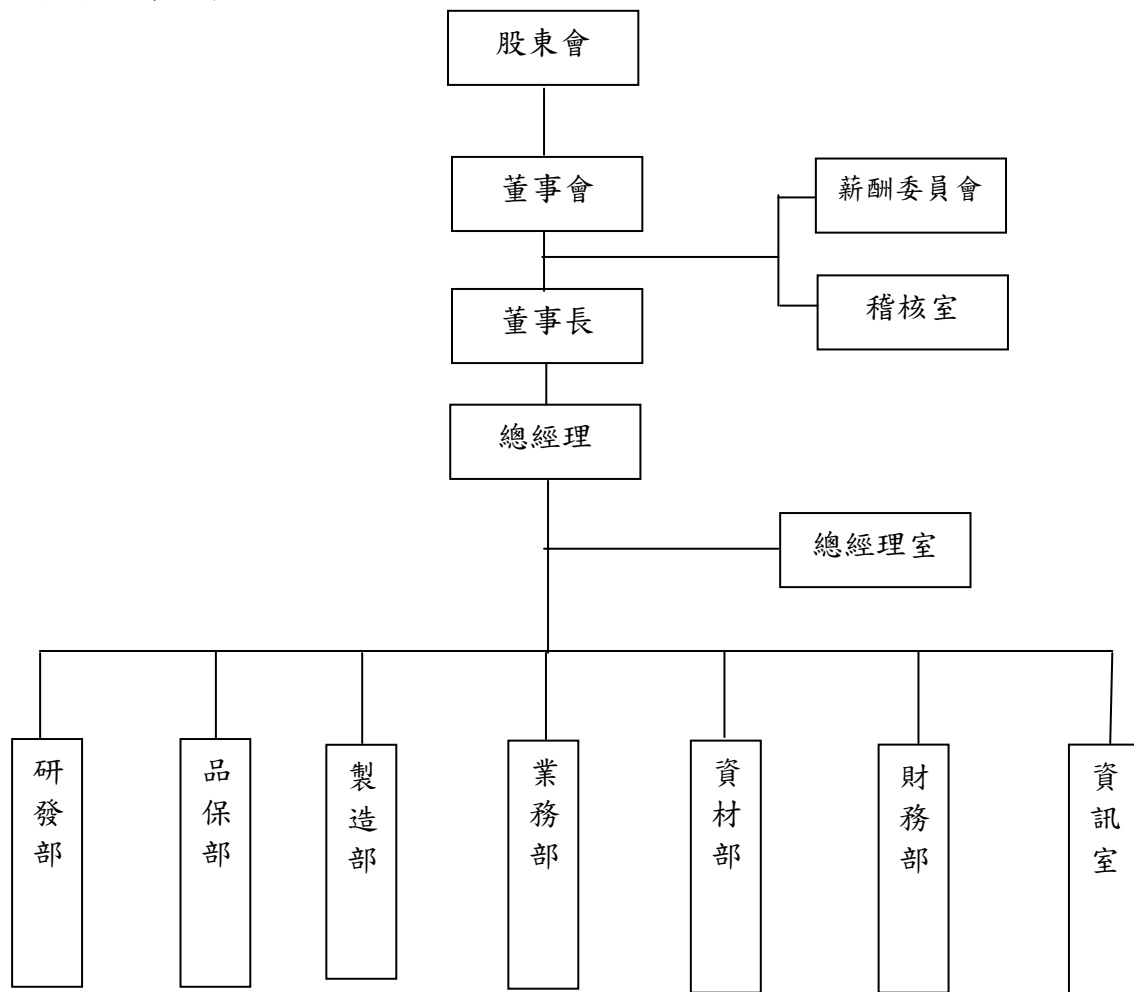 股東會
董事會
薪酬委員會
稽核室
董事長
總經理
總經理室
研發部
品保部
製造部
業務部
資材部
財務部
資訊室